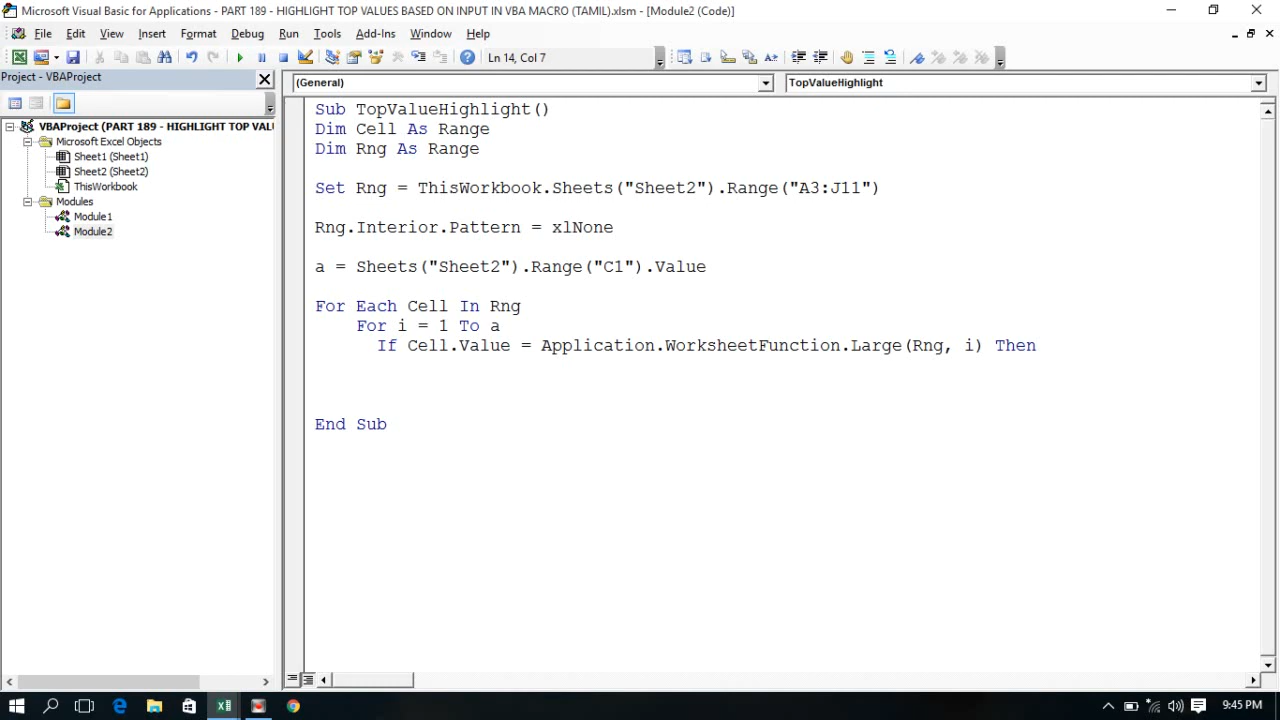 Microsoft Visual Basic for Applications - PART 189 - HIGHLIGHT TOP VALUES BASED ON INPUT IN VBA MACRO (TAMIL).xlsm - [Module2 (Code)]
File Edit View Insert Format Debug Run Tools Add-Ins Window Help
Ln 14, Col 7
Project - VBAProject
(General)
TopValueHighlight
VBAProject (PART 189 - HIGHLIGHT TOP VALU
Microsoft Excel Objects
Sheet1 (Sheet1)
Sheet2 (Sheet2)
ThisWorkbook
Modules
Module1
Module2
Sub TopValueHighlight()
Dim Cell As Range
Dim Rng As Range
Set Rng = ThisWorkbook.Sheets("Sheet2").Range("A3:J11")
Rng.Interior.Pattern = xlNone
a = Sheets("Sheet2").Range("C1").Value
For Each Cell In Rng
For i = 1 To a
If Cell.Value = Application.WorksheetFunction.Large(Rng, i) Then
End Sub
9:45 PM